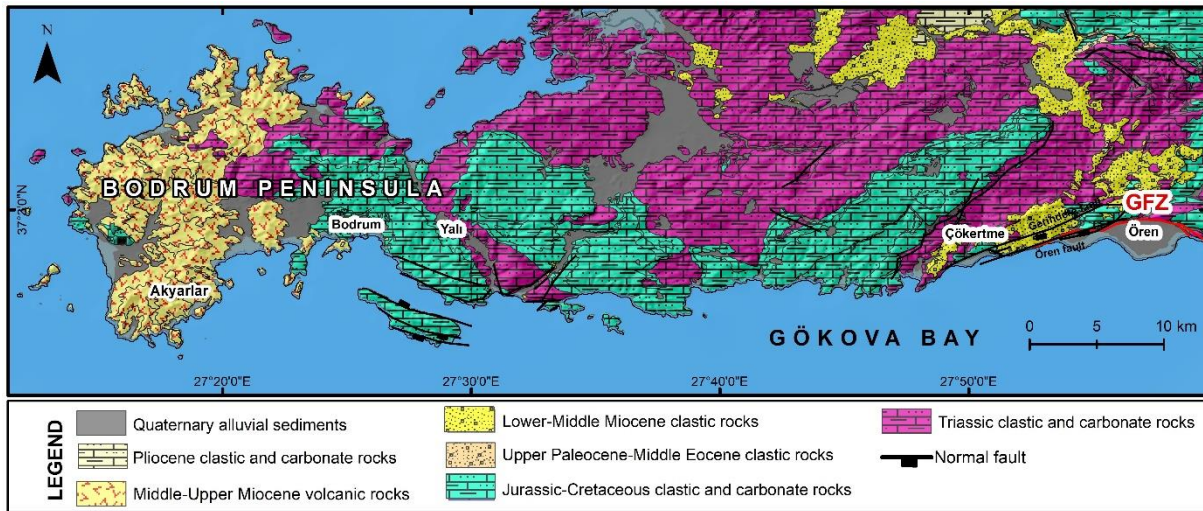 N
BODRUM PENINSULA
Bodrum
Yalı
Akyarlar
GFZ
Çökertme
Ören
Ören fault
GÖKOVA BAY
0 5 10 km
27°20'0"E 27°30'0"E 27°40'0"E 27°50'0"E
LEGEND
Quaternary alluvial sediments
Pliocene clastic and carbonate rocks
Middle-Upper Miocene volcanic rocks
Lower-Middle Miocene clastic rocks
Upper Paleocene-Middle Eocene clastic rocks
Jurassic-Cretaceous clastic and carbonate rocks
Triassic clastic and carbonate rocks
Normal fault